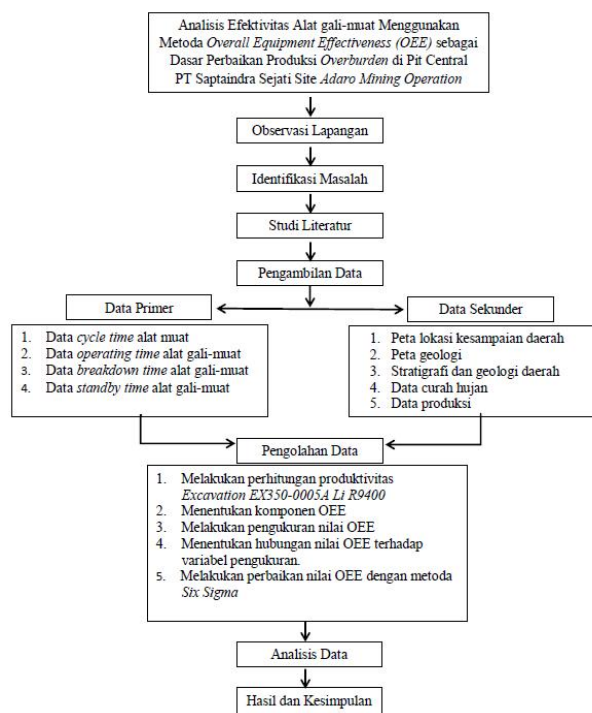 Analisis Efektivitas Alat gali-muat Menggunakan
Metoda Overall Equipment Effectiveness (OEE) sebagai
Dasar Perbaikan Produksi Overburden di Pit Central
PT Saptaindra Sejati Site Adaro Mining Operation
Observasi Lapangan
Identifikasi Masalah
Studi Literatur
Pengambilan Data
Data Primer
1. Data cycle time alat muat
2. Data operating time alat gali-muat
3. Data breakdown time alat gali-muat
4. Data standby time alat gali-muat
Data Sekunder
1. Peta lokasi kesampaian daerah
2. Peta geologi
3. Stratigrafi dan geologi daerah
4. Data curah hujan
5. Data produksi
Pengolahan Data
1. Melakukan perhitungan produktivitas
Excavation EX350-0005A Li R9400
2. Menentukan komponen OEE
3. Melakukan pengukuran nilai OEE
4. Menentukan hubungan nilai OEE terhadap
variabel pengukuran.
5. Melakukan perbaikan nilai OEE dengan metoda
Six Sigma
Analisis Data
Hasil dan Kesimpulan